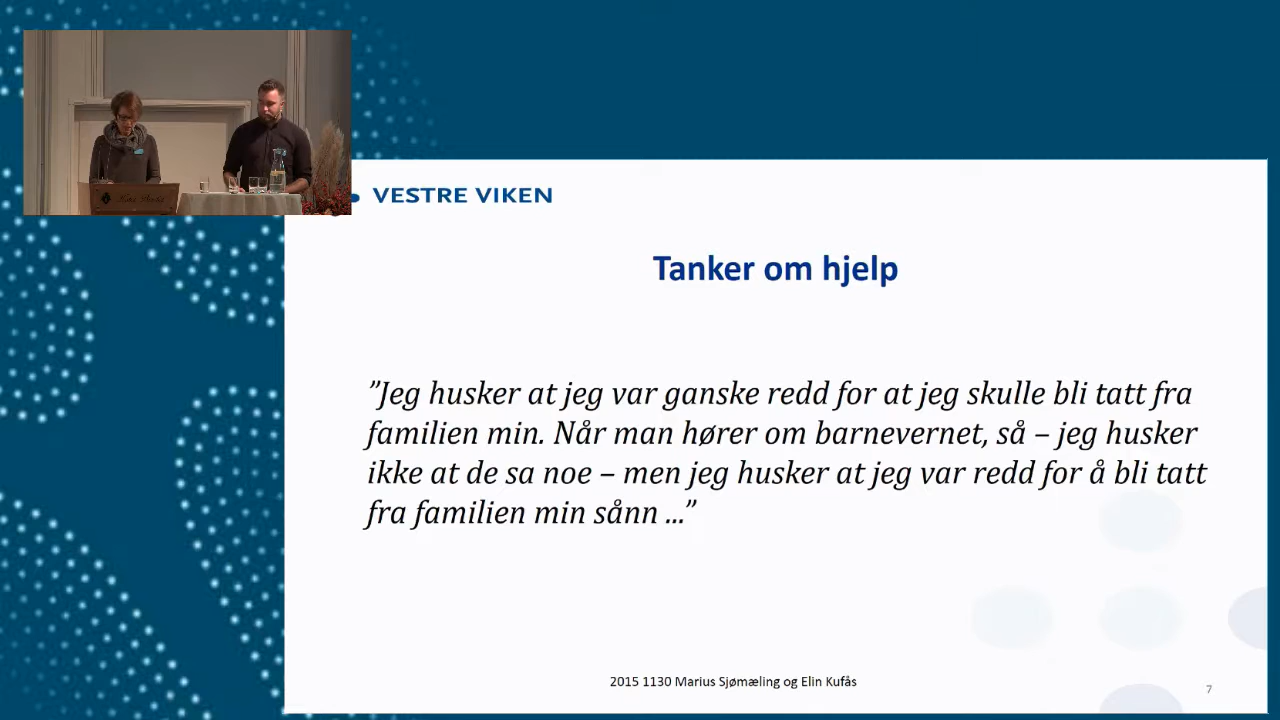 VESTRE VIKEN
Tanker om hjelp
”Jeg husker at jeg var ganske redd for at jeg skulle bli tatt fra
familien min. Når man hører om barnevernet, så – jeg husker
ikke at de sa noe – men jeg husker at jeg var redd for å bli tatt
fra familien min sånn ...”
2015 1130 Marius Sjømæling og Elin Kufås
7